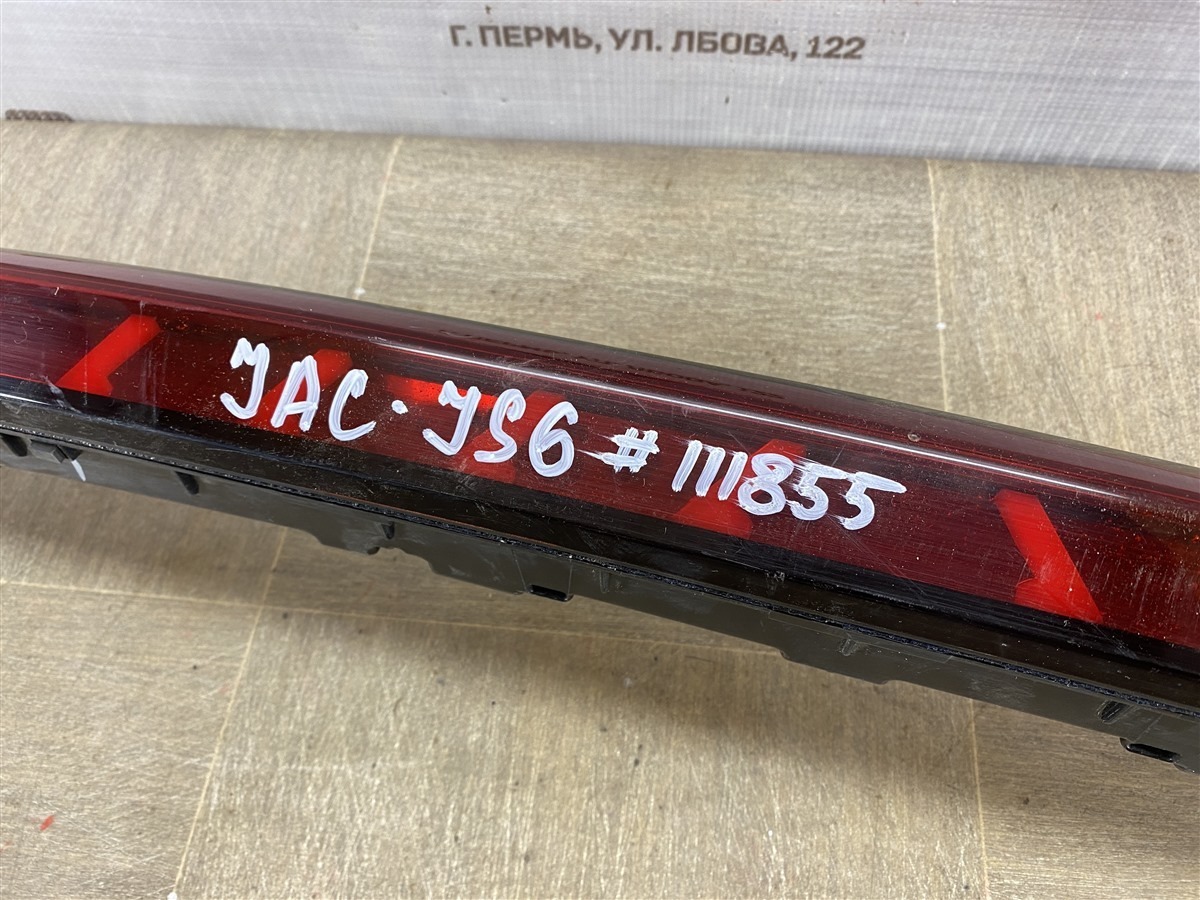 Г. ПЕРМЬ, УЛ. ЛБОВА, 122
JAC · JS6 # 111855